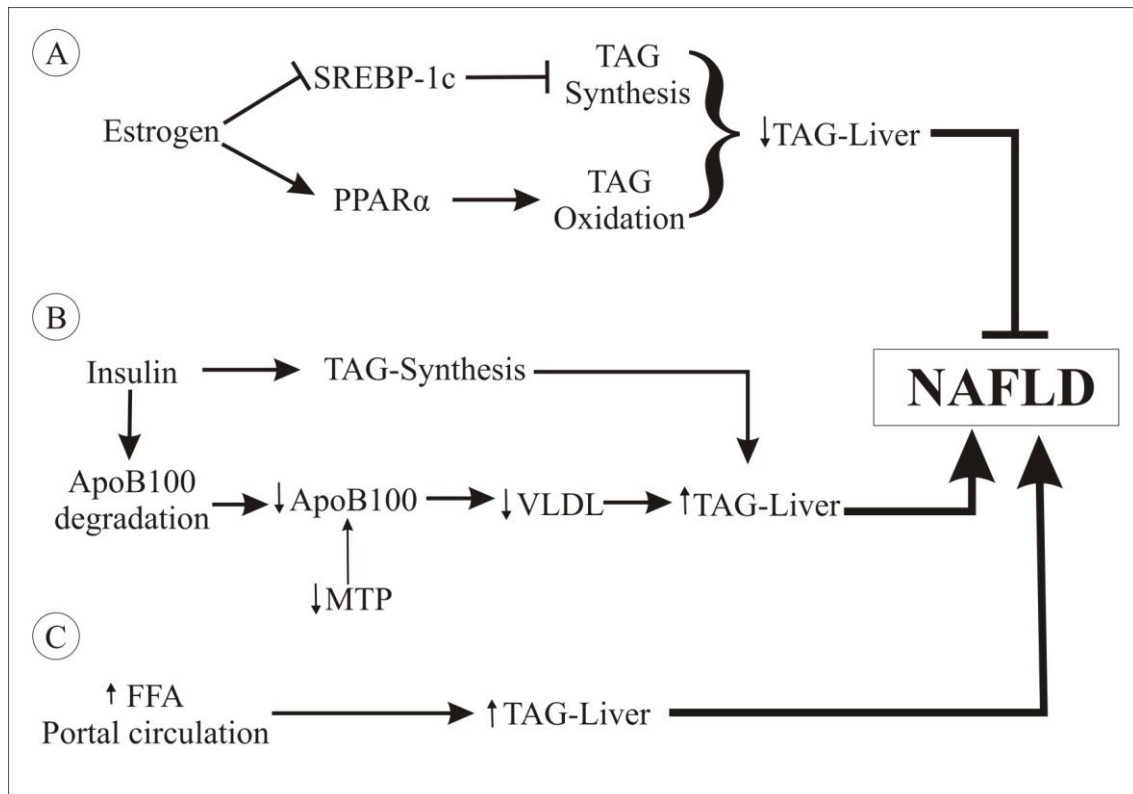 A
Estrogen
SREBP-1c
TAG
Synthesis
PPARα
TAG
Oxidation
↓TAG-Liver
B
Insulin
TAG-Synthesis
NAFLD
ApoB100
degradation
↓ApoB100
↓VLDL
↑TAG-Liver
↓MTP
C
↑ FFA
Portal circulation
↑TAG-Liver